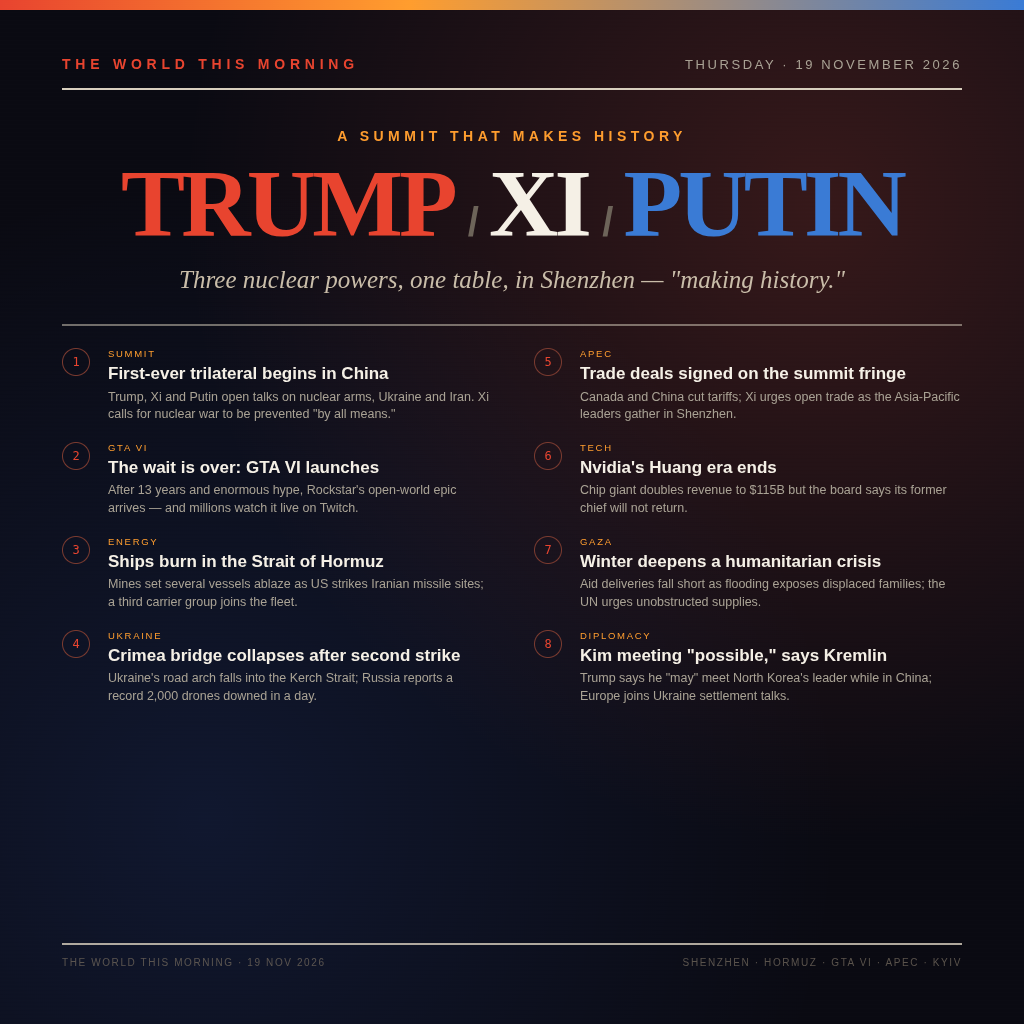 THE WORLD THIS MORNING
THURSDAY · 19 NOVEMBER 2026
A SUMMIT THAT MAKES HISTORY
TRUMP / XI / PUTIN
Three nuclear powers, one table, in Shenzhen — "making history."
1
SUMMIT
First-ever trilateral begins in China
Trump, Xi and Putin open talks on nuclear arms, Ukraine and Iran. Xi
calls for nuclear war to be prevented "by all means."
2
GTA VI
The wait is over: GTA VI launches
After 13 years and enormous hype, Rockstar's open-world epic
arrives — and millions watch it live on Twitch.
3
ENERGY
Ships burn in the Strait of Hormuz
Mines set several vessels ablaze as US strikes Iranian missile sites;
a third carrier group joins the fleet.
4
UKRAINE
Crimea bridge collapses after second strike
Ukraine's road arch falls into the Kerch Strait; Russia reports a
record 2,000 drones downed in a day.
5
APEC
Trade deals signed on the summit fringe
Canada and China cut tariffs; Xi urges open trade as the Asia-Pacific
leaders gather in Shenzhen.
6
TECH
Nvidia's Huang era ends
Chip giant doubles revenue to $115B but the board says its former
chief will not return.
7
GAZA
Winter deepens a humanitarian crisis
Aid deliveries fall short as flooding exposes displaced families; the
UN urges unobstructed supplies.
8
DIPLOMACY
Kim meeting "possible," says Kremlin
Trump says he "may" meet North Korea's leader while in China;
Europe joins Ukraine settlement talks.
THE WORLD THIS MORNING · 19 NOV 2026
SHENZHEN · HORMUZ · GTA VI · APEC · KYIV